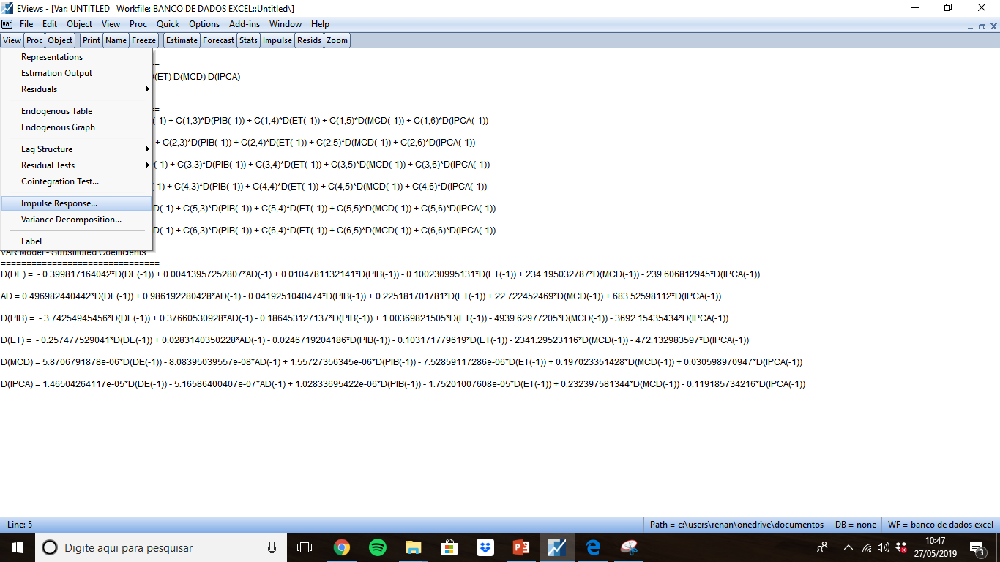 EViews - [Var: UNTITLED   Workfile: BANCO DE DADOS EXCEL::Untitled\]
var File Edit Object View Proc Quick Options Add-ins Window Help
View Proc Object Print Name Freeze Estimate Forecast Stats Impulse Resids Zoom
Representations
Estimation Output
Residuals
Endogenous Table
Endogenous Graph
Lag Structure
Residual Tests
Cointegration Test...
Impulse Response...
Variance Decomposition...
Label
==
(ET) D(MCD) D(IPCA)
==
(-1) + C(1,3)*D(PIB(-1)) + C(1,4)*D(ET(-1)) + C(1,5)*D(MCD(-1)) + C(1,6)*D(IPCA(-1))
+ C(2,3)*D(PIB(-1)) + C(2,4)*D(ET(-1)) + C(2,5)*D(MCD(-1)) + C(2,6)*D(IPCA(-1))
(-1) + C(3,3)*D(PIB(-1)) + C(3,4)*D(ET(-1)) + C(3,5)*D(MCD(-1)) + C(3,6)*D(IPCA(-1))
(-1) + C(4,3)*D(PIB(-1)) + C(4,4)*D(ET(-1)) + C(4,5)*D(MCD(-1)) + C(4,6)*D(IPCA(-1))
D(-1) + C(5,3)*D(PIB(-1)) + C(5,4)*D(ET(-1)) + C(5,5)*D(MCD(-1)) + C(5,6)*D(IPCA(-1))
D(-1) + C(6,3)*D(PIB(-1)) + C(6,4)*D(ET(-1)) + C(6,5)*D(MCD(-1)) + C(6,6)*D(IPCA(-1))
VAR Model - Substituted Coefficients:
===============================
D(DE) =  - 0.399817164042*D(DE(-1)) + 0.00413957252807*AD(-1) + 0.0104781132141*D(PIB(-1)) - 0.100230995131*D(ET(-1)) + 234.195032787*D(MCD(-1)) - 239.606812945*D(IPCA(-1))
AD = 0.496982440442*D(DE(-1)) + 0.986192280428*AD(-1) - 0.0419251040474*D(PIB(-1)) + 0.225181701781*D(ET(-1)) + 22.722452469*D(MCD(-1)) + 683.52598112*D(IPCA(-1))
D(PIB) =  - 3.74254945456*D(DE(-1)) + 0.37660530928*AD(-1) - 0.186453127137*D(PIB(-1)) + 1.00369821505*D(ET(-1)) - 4939.62977205*D(MCD(-1)) - 3692.15435434*D(IPCA(-1))
D(ET) =  - 0.257477529041*D(DE(-1)) + 0.0283140350228*AD(-1) - 0.0246719204186*D(PIB(-1)) - 0.103171779619*D(ET(-1)) - 2341.29523116*D(MCD(-1)) - 472.132983597*D(IPCA(-1))
D(MCD) = 5.8706791878e-06*D(DE(-1)) - 8.08395039557e-08*AD(-1) + 1.55727356345e-06*D(PIB(-1)) - 7.52859117286e-06*D(ET(-1)) + 0.197023351428*D(MCD(-1)) + 0.030598970947*D(IPCA(-1))
D(IPCA) = 1.46504264117e-05*D(DE(-1)) - 5.16586400407e-07*AD(-1) + 1.02833695422e-06*D(PIB(-1)) - 1.75201007608e-05*D(ET(-1)) + 0.232397581344*D(MCD(-1)) - 0.119185734216*D(IPCA(-1))
Line: 5 Path = c:\users\renan\onedrive\documentos DB = none WF = banco de dados excel
Digite aqui para pesquisar
10:47
27/05/2019
3